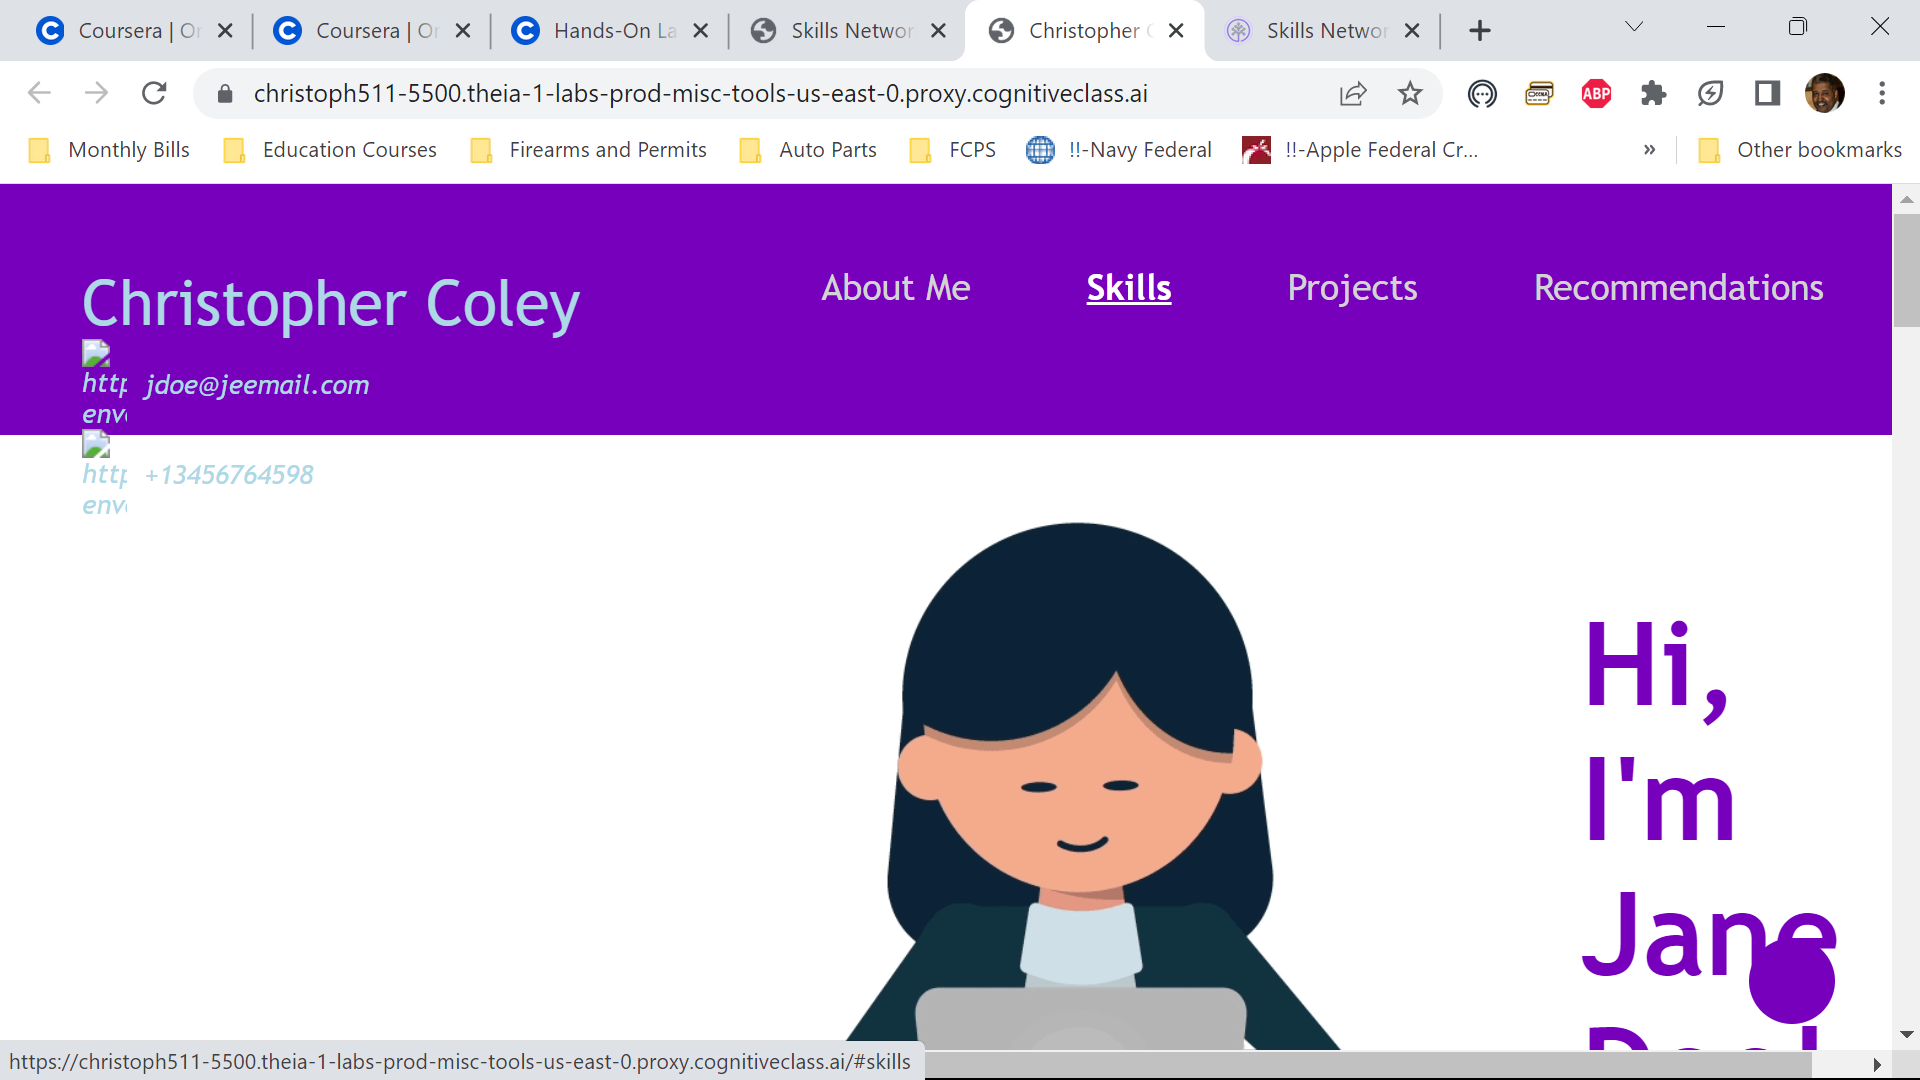 Coursera | Or
Coursera | Or
Hands-On La
Skills Networ
Christopher C
Skills Networ
christoph511-5500.theia-1-labs-prod-misc-tools-us-east-0.proxy.cognitiveclass.ai
ABP
Monthly Bills
Education Courses
Firearms and Permits
Auto Parts
FCPS
!!-Navy Federal
!!-Apple Federal Cr...
»
Other bookmarks
Christopher Coley
About Me
Skills
Projects
Recommendations
http
enve
jdoe@jeemail.com
http
enve
+13456764598
Hi,
I'm
Jane
https://christoph511-5500.theia-1-labs-prod-misc-tools-us-east-0.proxy.cognitiveclass.ai/#skills